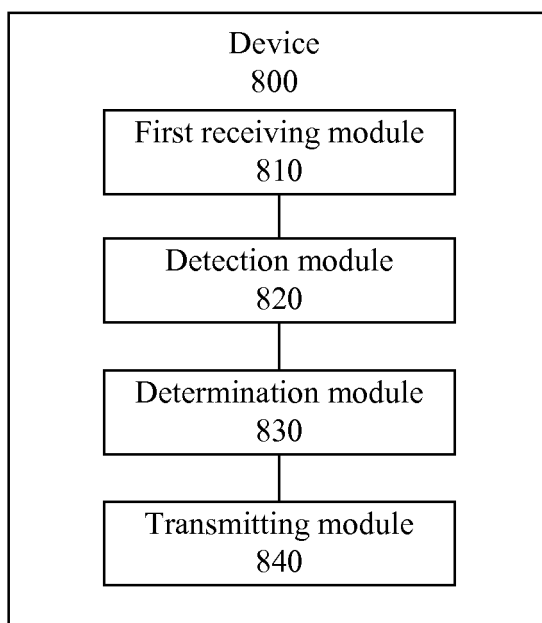 Device
800
First receiving module
810
Detection module
820
Determination module
830
Transmitting module
840